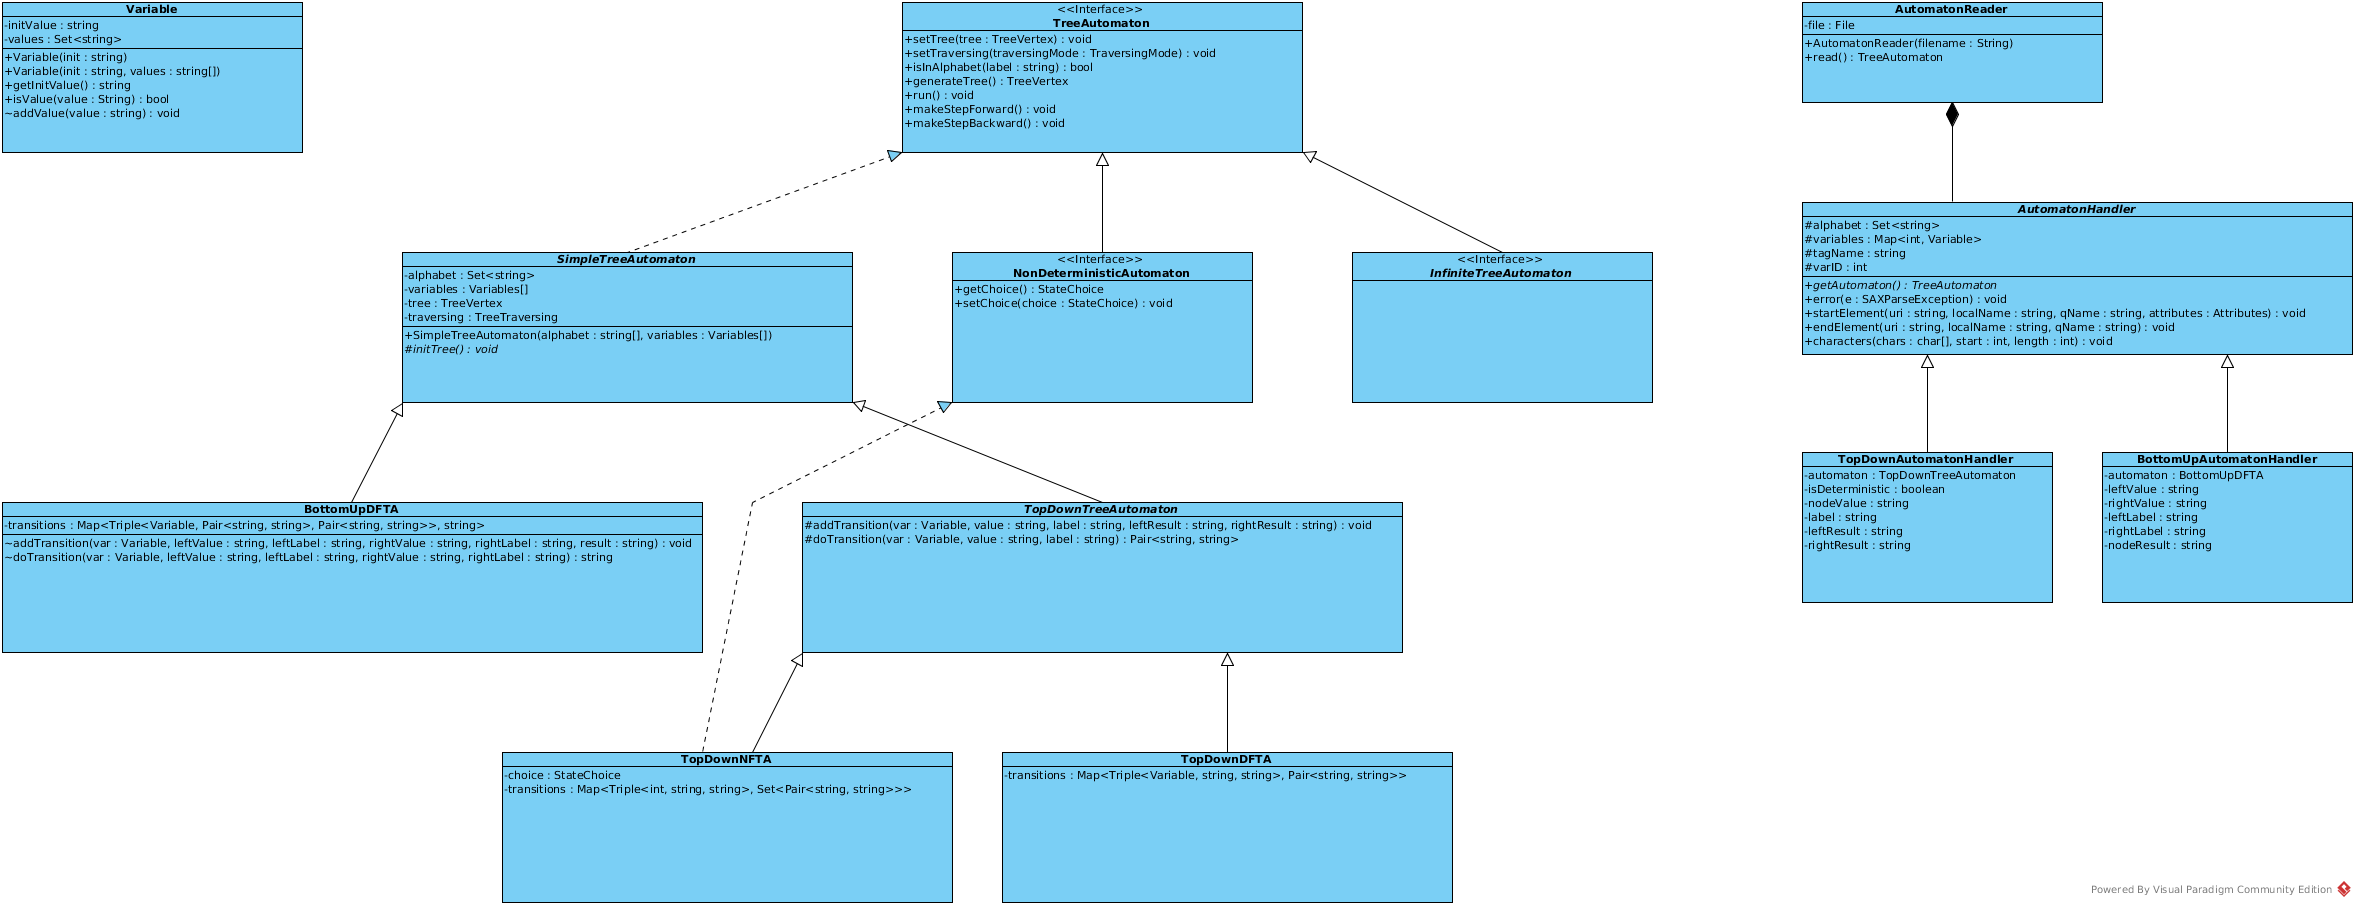 Variable
-initValue : string
-values : Set<string>
+Variable(init : string)
+Variable(init : string, values : string[])
+getInitValue() : string
+isValue(value : String) : bool
~addValue(value : string) : void
<<Interface>>
TreeAutomaton
+setTree(tree : TreeVertex) : void
+setTraversing(traversingMode : TraversingMode) : void
+isInAlphabet(label : string) : bool
+generateTree() : TreeVertex
+run() : void
+makeStepForward() : void
+makeStepBackward() : void
AutomatonReader
-file : File
+AutomatonReader(filename : String)
+read() : TreeAutomaton
SimpleTreeAutomaton
-alphabet : Set<string>
-variables : Variables[]
-tree : TreeVertex
-traversing : TreeTraversing
+SimpleTreeAutomaton(alphabet : string[], variables : Variables[])
#initTree() : void
<<Interface>>
NonDeterministicAutomaton
+getChoice() : StateChoice
+setChoice(choice : StateChoice) : void
<<Interface>>
InfiniteTreeAutomaton
AutomatonHandler
#alphabet : Set<string>
#variables : Map<int, Variable>
#tagName : string
#varID : int
+getAutomaton() : TreeAutomaton
+error(e : SAXParseException) : void
+startElement(uri : string, localName : string, qName : string, attributes : Attributes) : void
+endElement(uri : string, localName : string, qName : string) : void
+characters(chars : char[], start : int, length : int) : void
BottomUpDFTA
-transitions : Map<Triple<Variable, Pair<string, string>, Pair<string, string>>, string>
~addTransition(var : Variable, leftValue : string, leftLabel : string, rightValue : string, rightLabel : string, result : string) : void
~doTransition(var : Variable, leftValue : string, leftLabel : string, rightValue : string, rightLabel : string) : string
TopDownTreeAutomaton
#addTransition(var : Variable, value : string, label : string, leftResult : string, rightResult : string) : void
#doTransition(var : Variable, value : string, label : string) : Pair<string, string>
TopDownAutomatonHandler
-automaton : TopDownTreeAutomaton
-isDeterministic : boolean
-nodeValue : string
-label : string
-leftResult : string
-rightResult : string
BottomUpAutomatonHandler
-automaton : BottomUpDFTA
-leftValue : string
-rightValue : string
-leftLabel : string
-rightLabel : string
-nodeResult : string
TopDownNFTA
-choice : StateChoice
-transitions : Map<Triple<int, string, string>, Set<Pair<string, string>>>
TopDownDFTA
-transitions : Map<Triple<Variable, string, string>, Pair<string, string>>
Powered By Visual Paradigm Community Edition